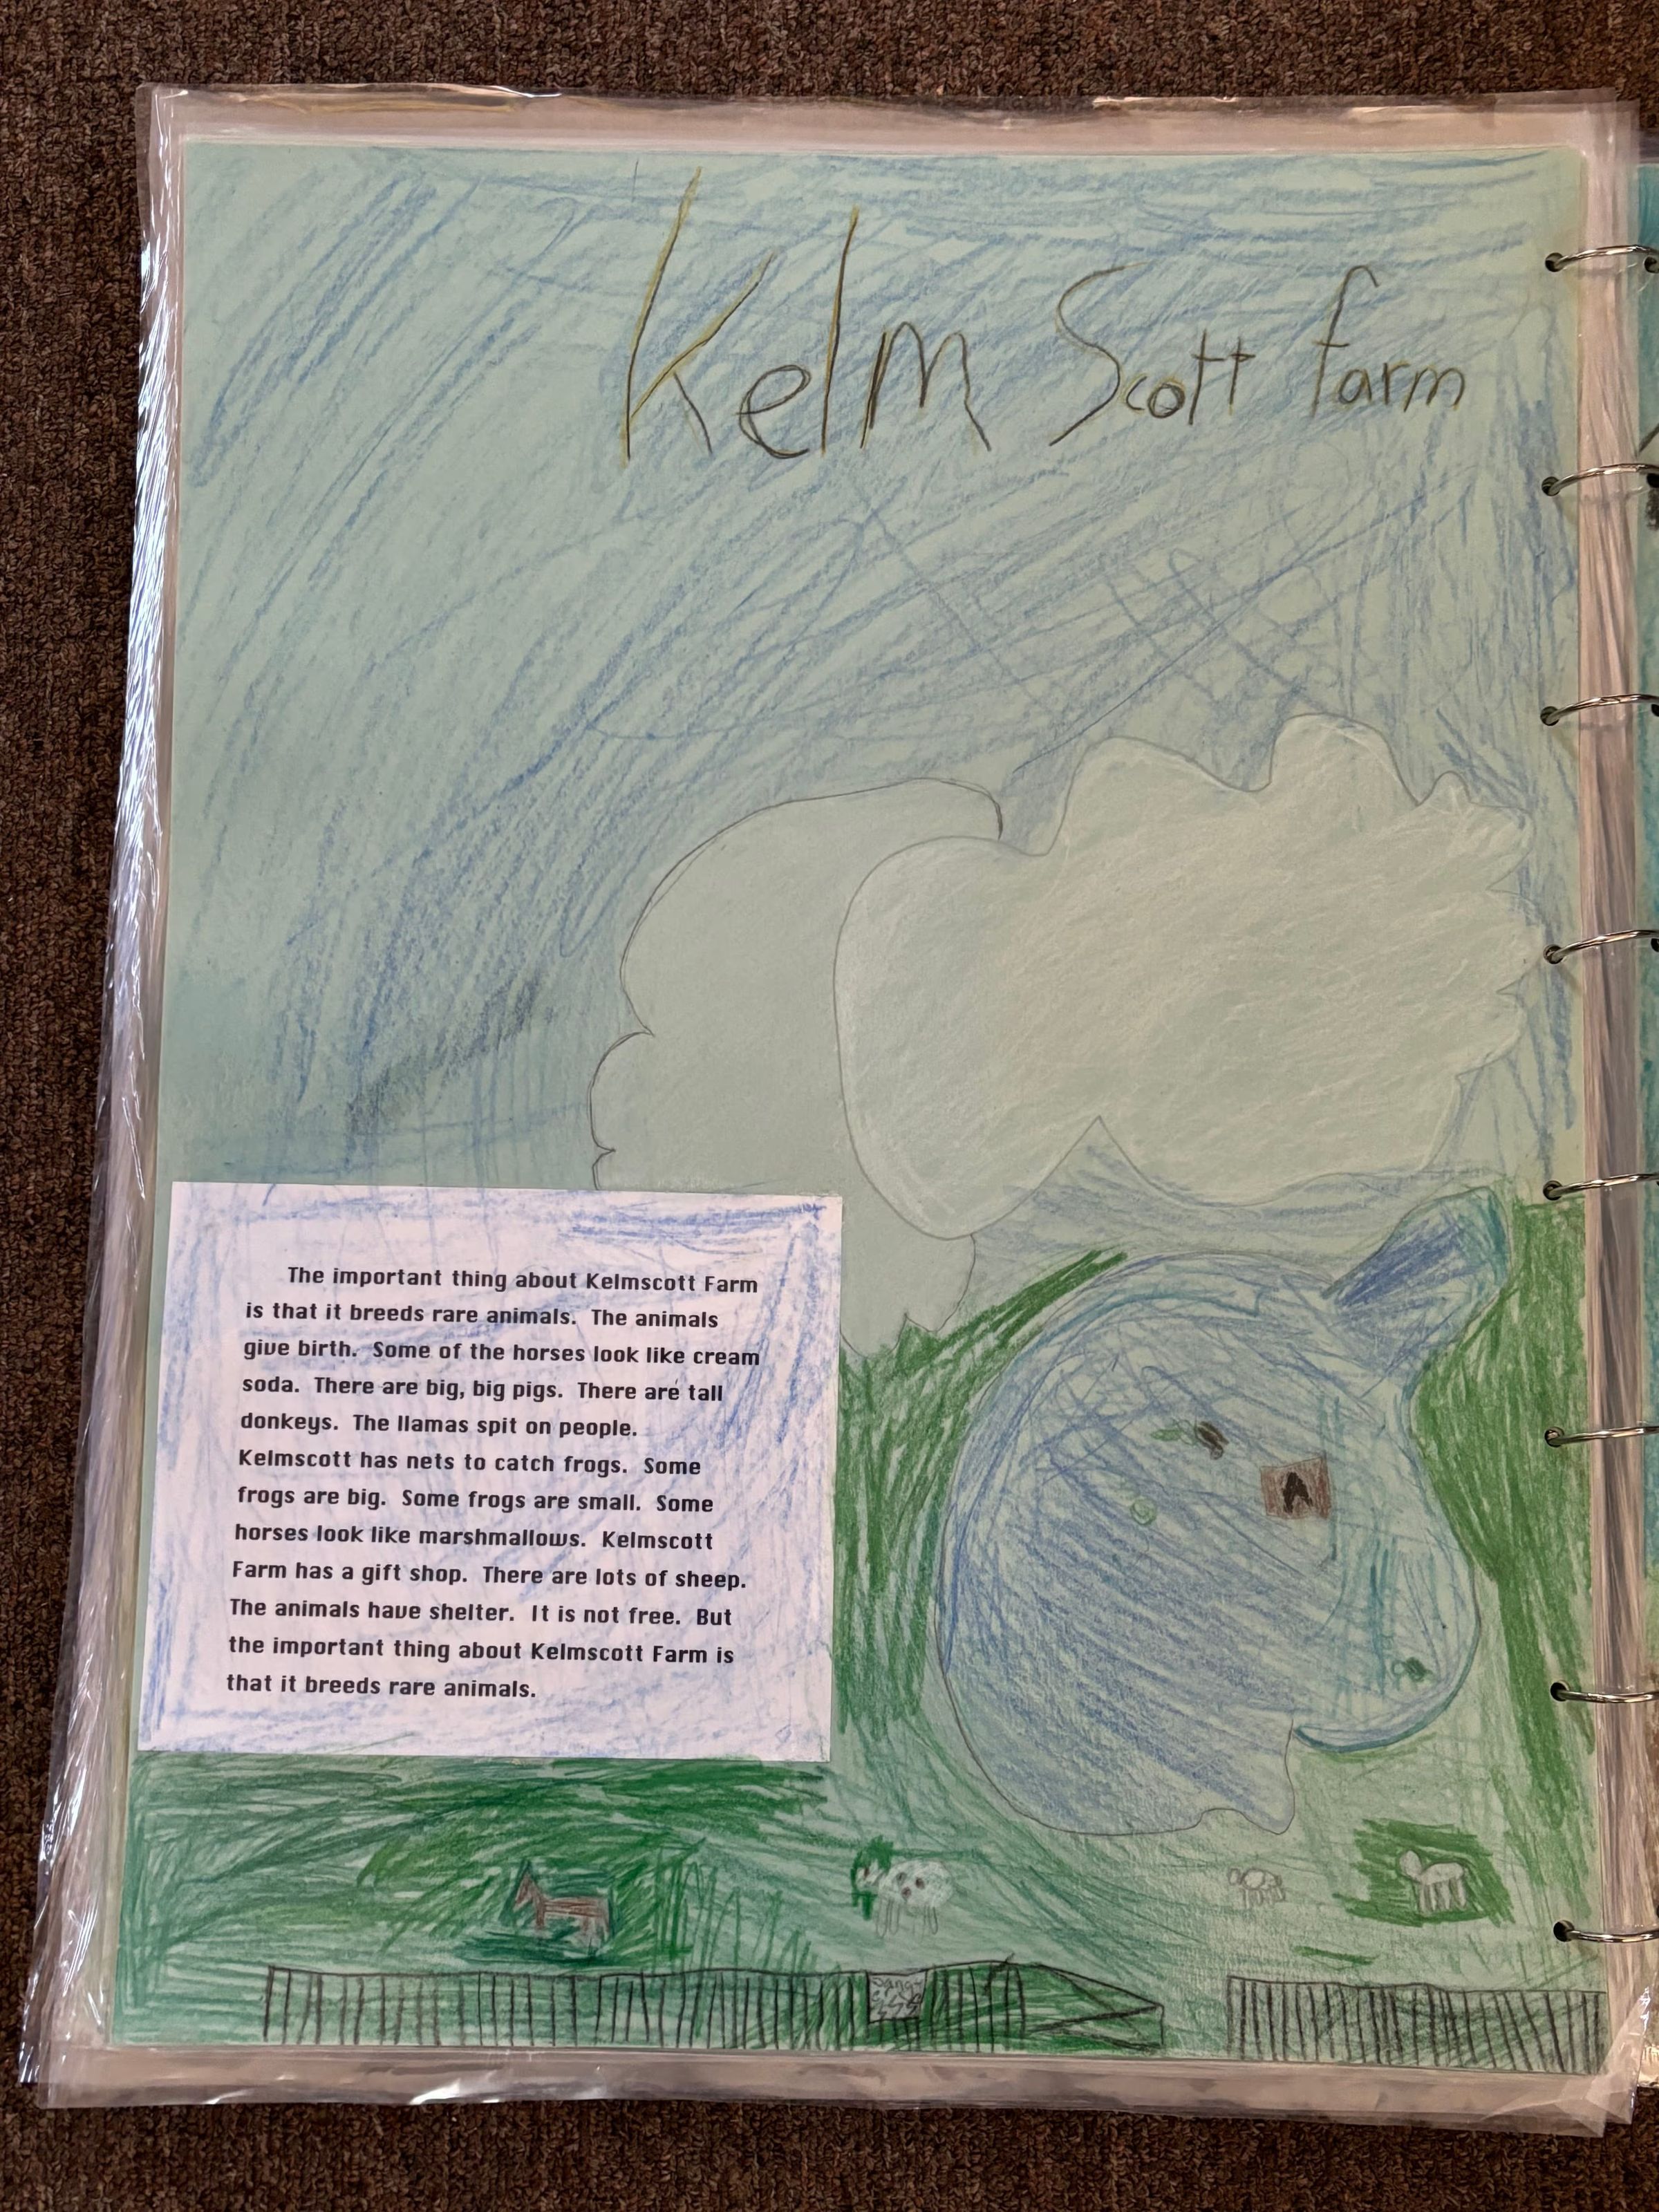 Kelm Scott farm
The important thing about Kelmscott Farm
is that it breeds rare animals. The animals
give birth. Some of the horses look like cream
soda. There are big, big pigs. There are tall
donkeys. The llamas spit on people.
Kelmscott has nets to catch frogs. Some
frogs are big. Some frogs are small. Some
horses look like marshmallows. Kelmscott
Farm has a gift shop. There are lots of sheep.
The animals have shelter. It is not free. But
the important thing about Kelmscott Farm is
that it breeds rare animals.